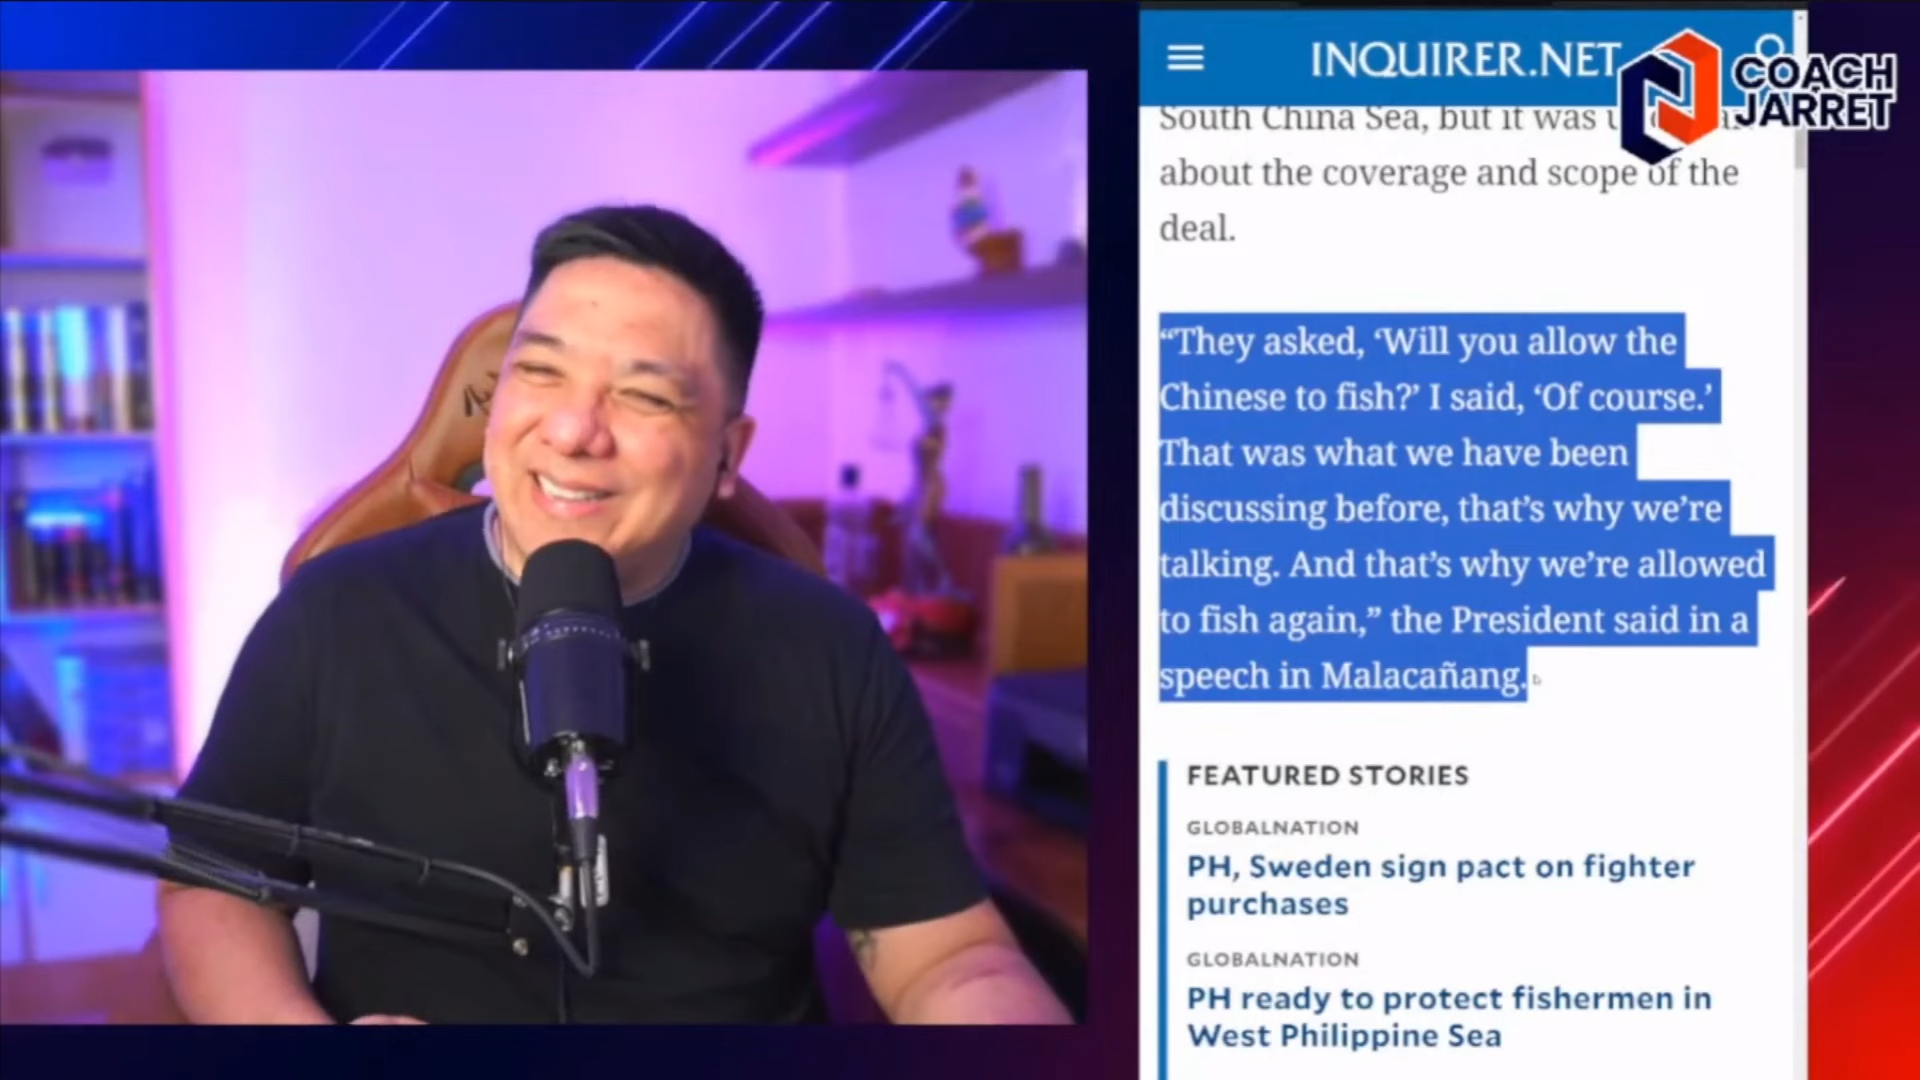 INQUIRER.NET
COACH
JARRET
South China Sea, but it was
about the coverage and scope of the
deal.
“They asked, ‘Will you allow the
Chinese to fish?’ I said, ‘Of course.’
That was what we have been
discussing before, that’s why we’re
talking. And that’s why we’re allowed
to fish again,” the President said in a
speech in Malacañang.
FEATURED STORIES
GLOBALNATION
PH, Sweden sign pact on fighter
purchases
GLOBALNATION
PH ready to protect fishermen in
West Philippine Sea